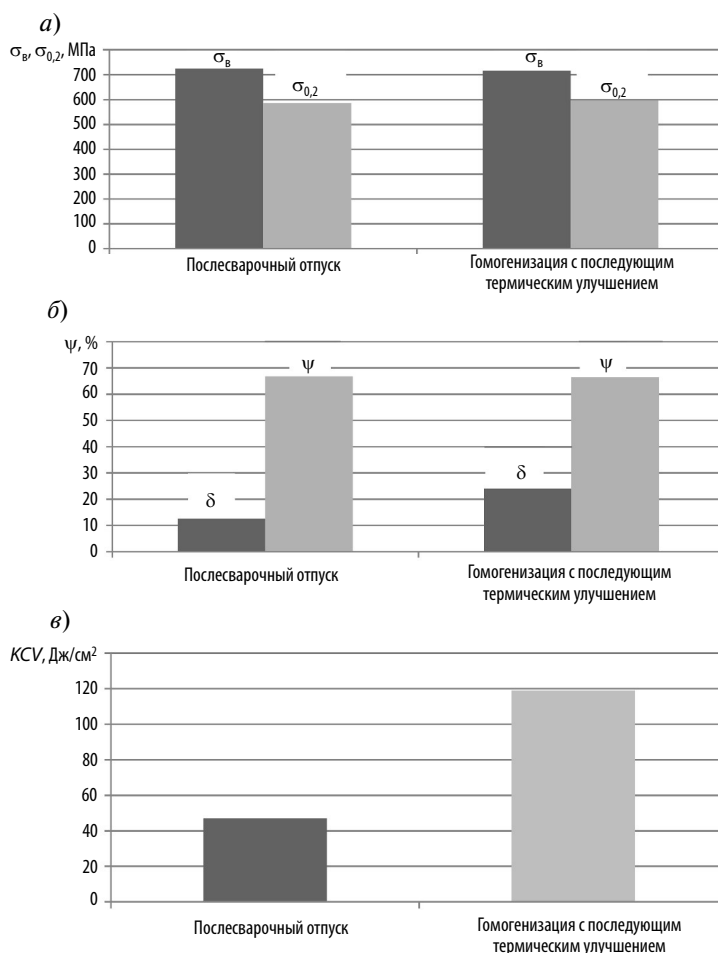 а)
σв, σ0,2, МПа
σв
σ0,2
σв
σ0,2
700
600
500
400
300
200
100
0
Послесварочный отпуск
Гомогенизация с последующим
термическим улучшением
б)
ψ, %
ψ
ψ
δ
δ
70
60
50
40
30
20
10
0
Послесварочный отпуск
Гомогенизация с последующим
термическим улучшением
в)
KCV, Дж/см²
120
100
80
60
40
20
0
Послесварочный отпуск
Гомогенизация с последующим
термическим улучшением